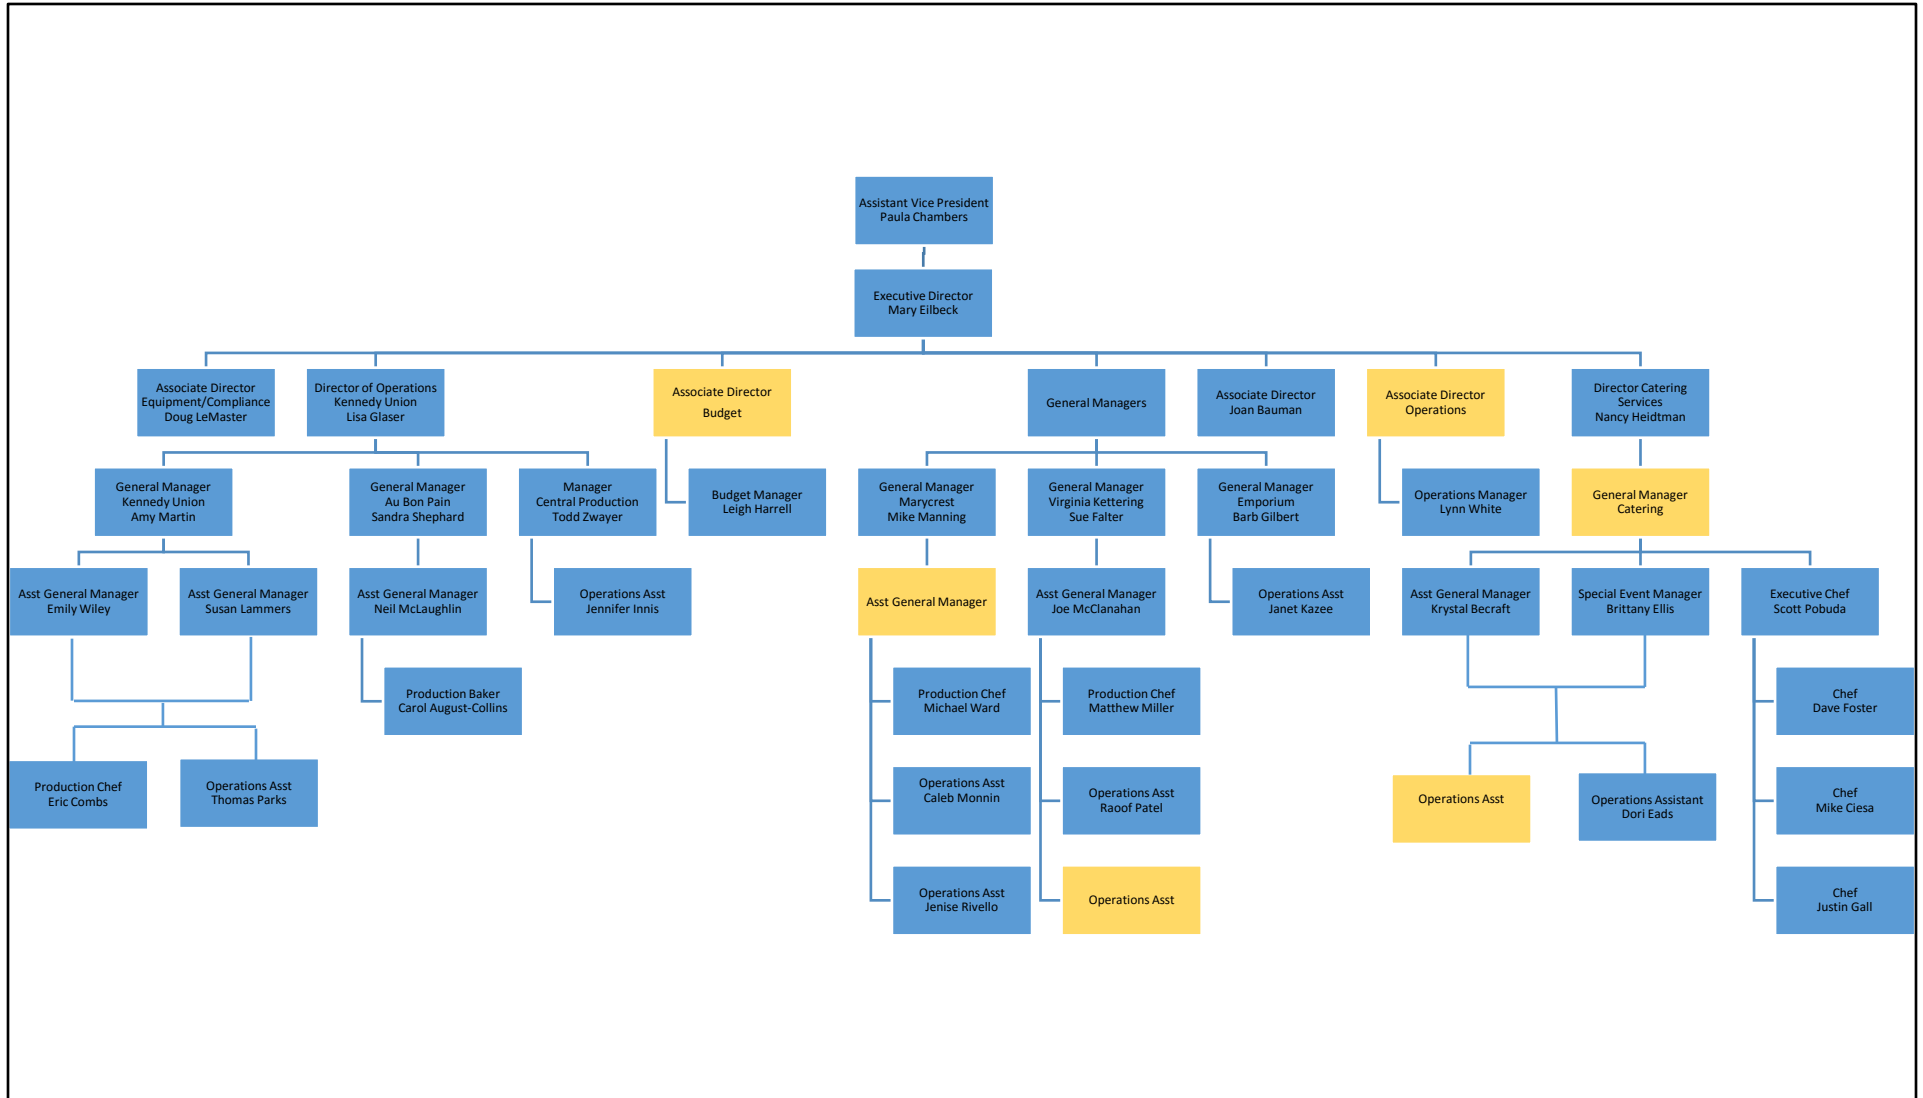 Assistant Vice President
Paula Chambers
Executive Director
Mary Eilbeck
Associate Director
Equipment/Compliance
Doug LeMaster
Director of Operations
Kennedy Union
Lisa Glaser
Associate Director
Budget
General Managers
Associate Director
Joan Bauman
Associate Director
Operations
Director Catering
Services
Nancy Heidtman
General Manager
Kennedy Union
Amy Martin
General Manager
Au Bon Pain
Sandra Shephard
Manager
Central Production
Todd Zwayer
Budget Manager
Leigh Harrell
General Manager
Marycrest
Mike Manning
General Manager
Virginia Kettering
Sue Falter
General Manager
Emporium
Barb Gilbert
Operations Manager
Lynn White
General Manager
Catering
Asst General Manager
Emily Wiley
Asst General Manager
Susan Lammers
Asst General Manager
Neil McLaughlin
Operations Asst
Jennifer Innis
Asst General Manager
Asst General Manager
Joe McClanahan
Operations Asst
Janet Kazee
Asst General Manager
Krystal Becraft
Special Event Manager
Brittany Ellis
Executive Chef
Scott Pobuda
Production Baker
Carol August-Collins
Production Chef
Michael Ward
Production Chef
Matthew Miller
Chef
Dave Foster
Production Chef
Eric Combs
Operations Asst
Thomas Parks
Operations Asst
Caleb Monnin
Operations Asst
Raoof Patel
Operations Asst
Operations Assistant
Dori Eads
Chef
Mike Ciesa
Operations Asst
Jenise Rivello
Operations Asst
Chef
Justin Gall